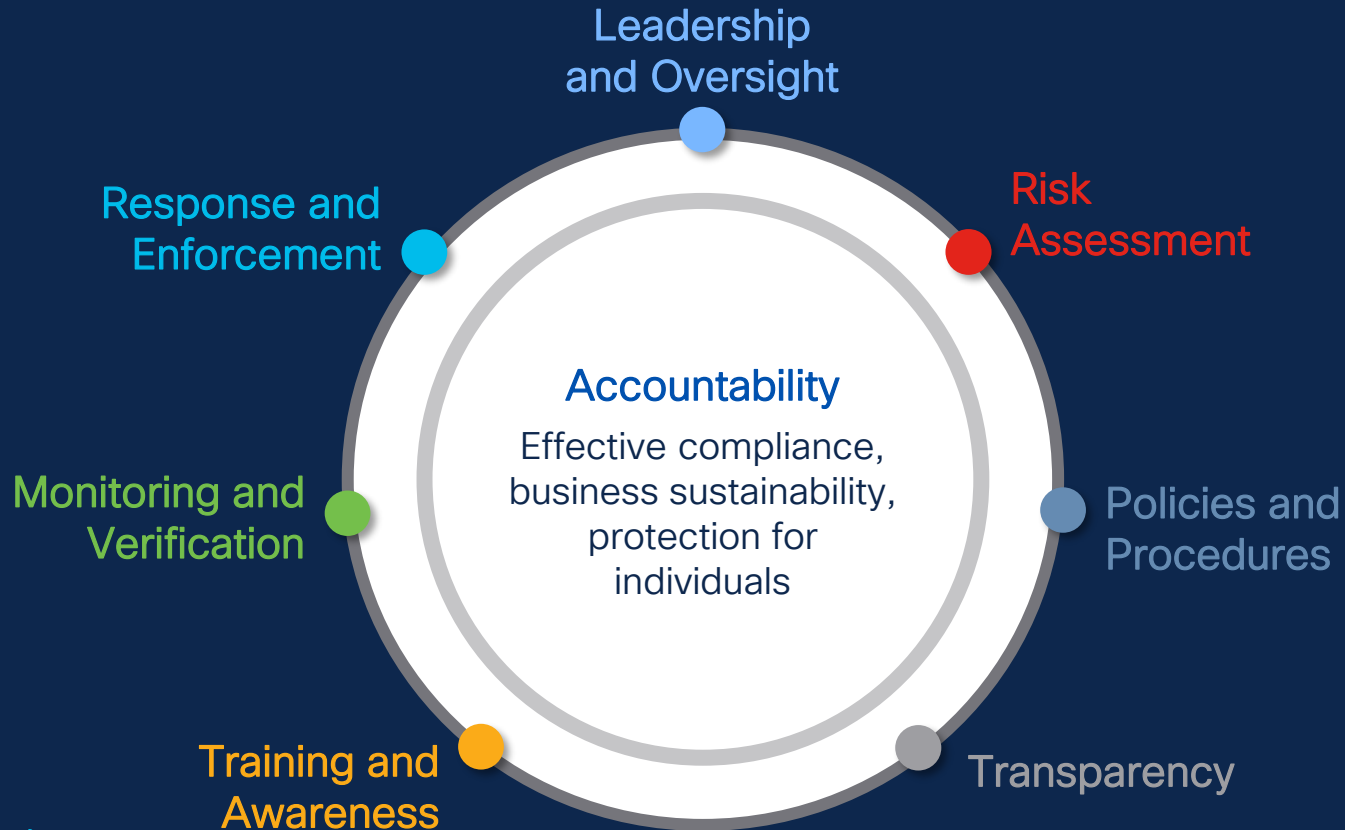 Leadership
and Oversight
Risk
Assessment
Policies and
Procedures
Transparency
Training and
Awareness
Monitoring and
Verification
Response and
Enforcement
Accountability
Effective compliance,
business sustainability,
protection for
individuals